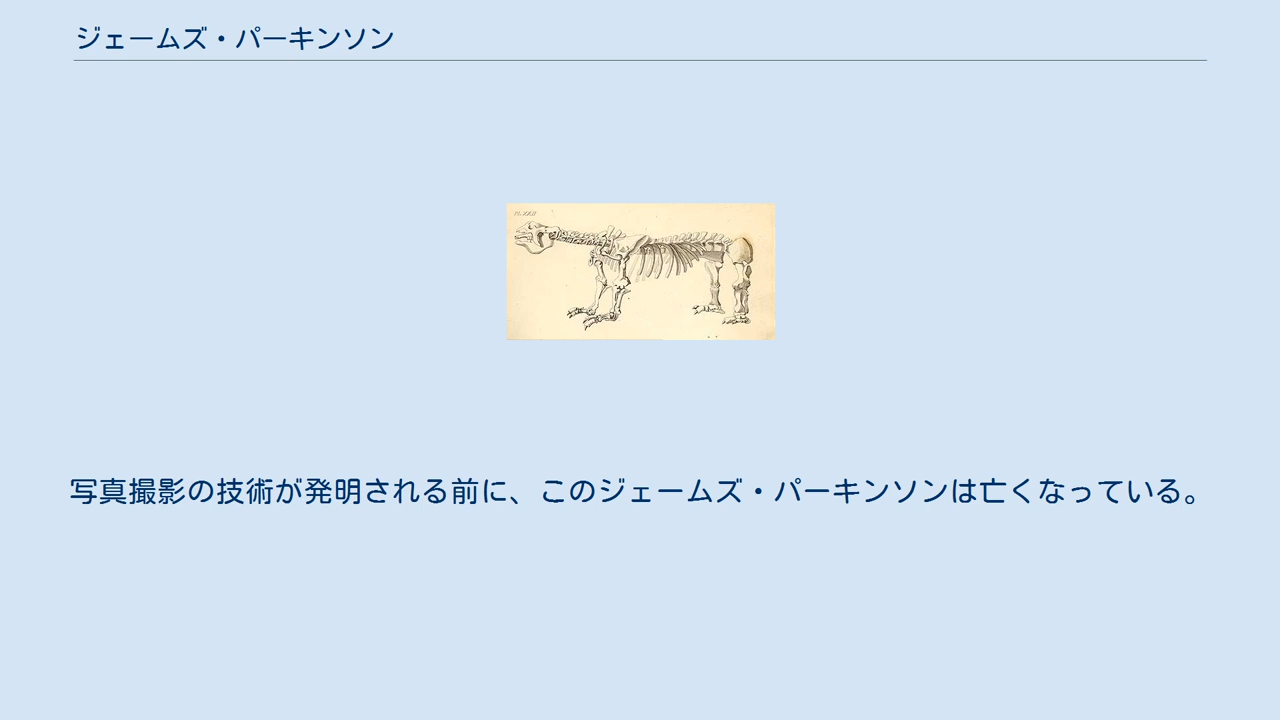 ジェームズ・パーキンソン
写真撮影の技術が発明される前に、このジェームズ・パーキンソンは亡くなっている。